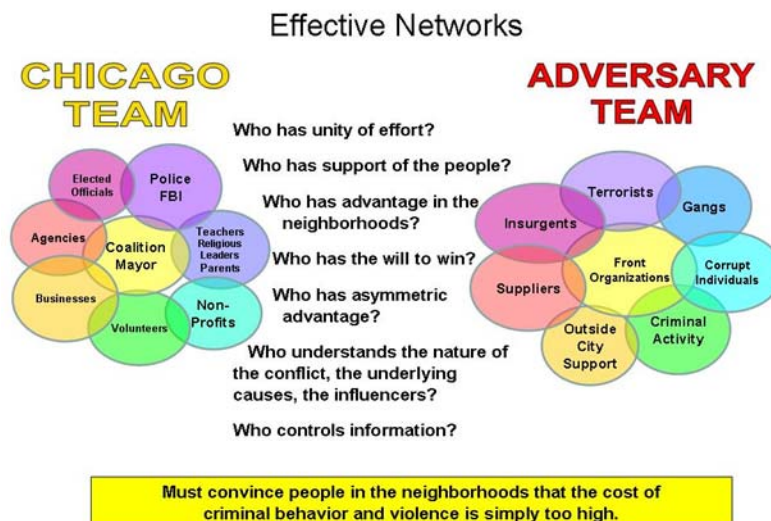 Effective Networks
CHICAGO
TEAM
Elected
Officials
Police
FBI
Agencies
Coalition
Mayor
Teachers
Religious
Leaders
Parents
Businesses
Volunteers
Non-
Profits
Who has unity of effort?
Who has support of the people?
Who has advantage in the
neighborhoods?
Who has the will to win?
Who has asymmetric
advantage?
Who understands the nature of
the conflict, the underlying
causes, the influencers?
Who controls information?
ADVERSARY
TEAM
Terrorists
Gangs
Insurgents
Front
Organizations
Corrupt
Individuals
Suppliers
Outside
City
Support
Criminal
Activity
Must convince people in the neighborhoods that the cost of
criminal behavior and violence is simply too high.